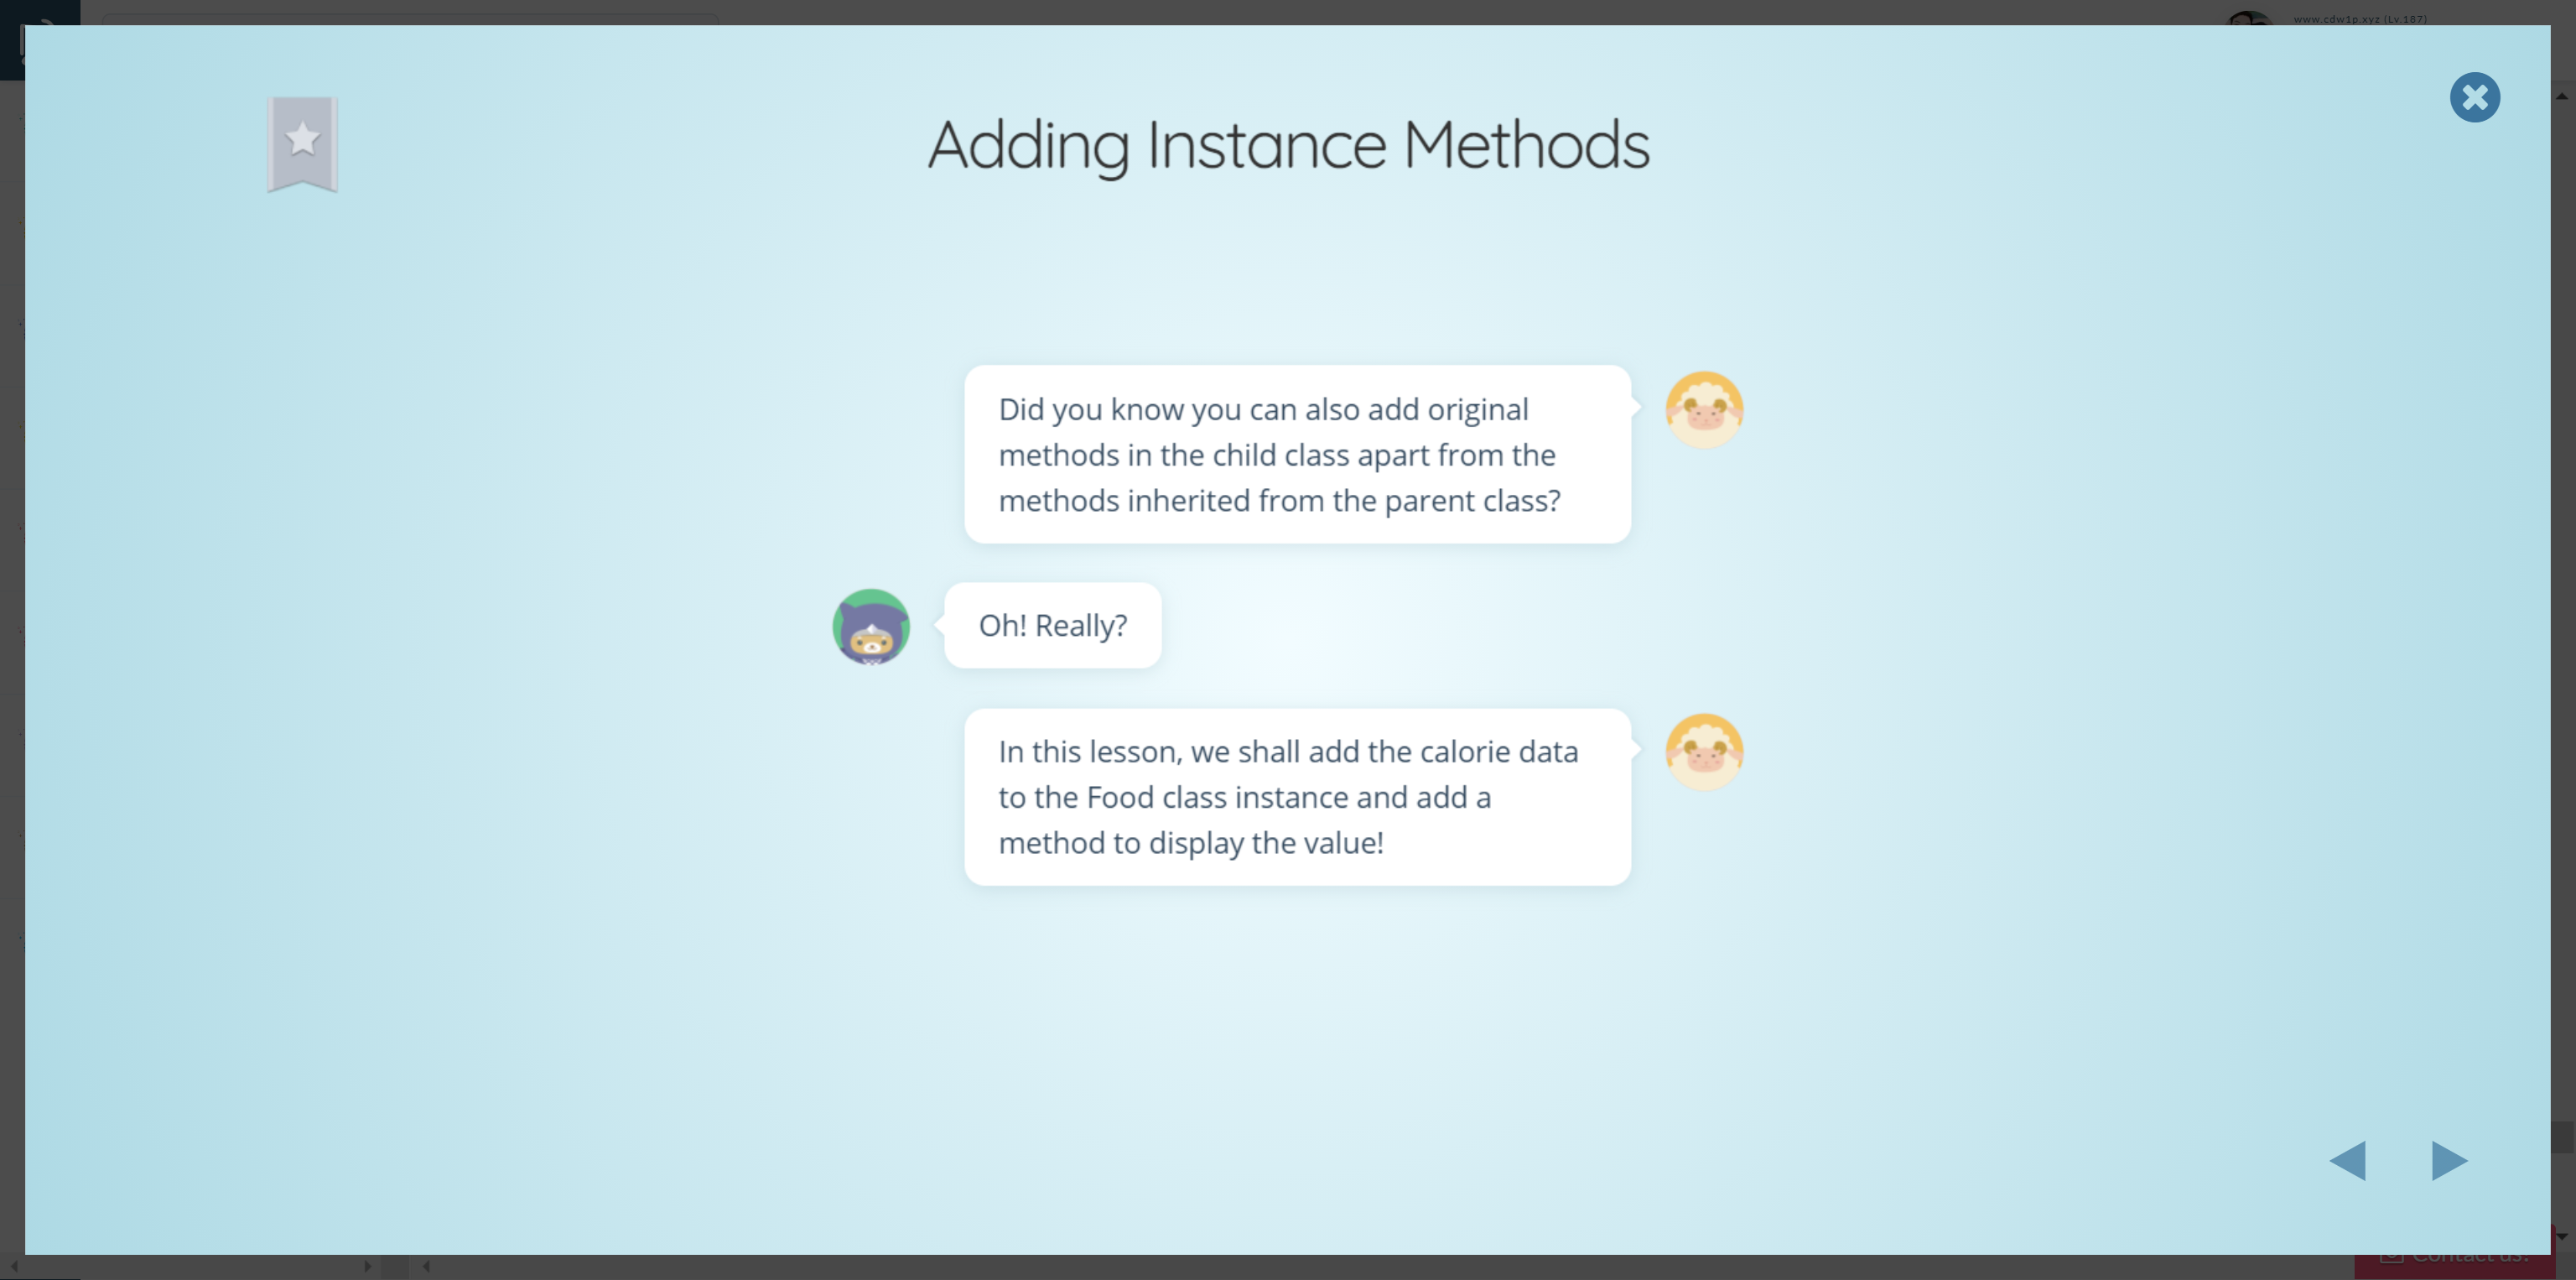 www.cdw1p.xyz (Lv.187)
Adding Instance Methods
Did you know you can also add original
methods in the child class apart from the
methods inherited from the parent class?
Oh! Really?
In this lesson, we shall add the calorie data
to the Food class instance and add a
method to display the value!
Contact us!